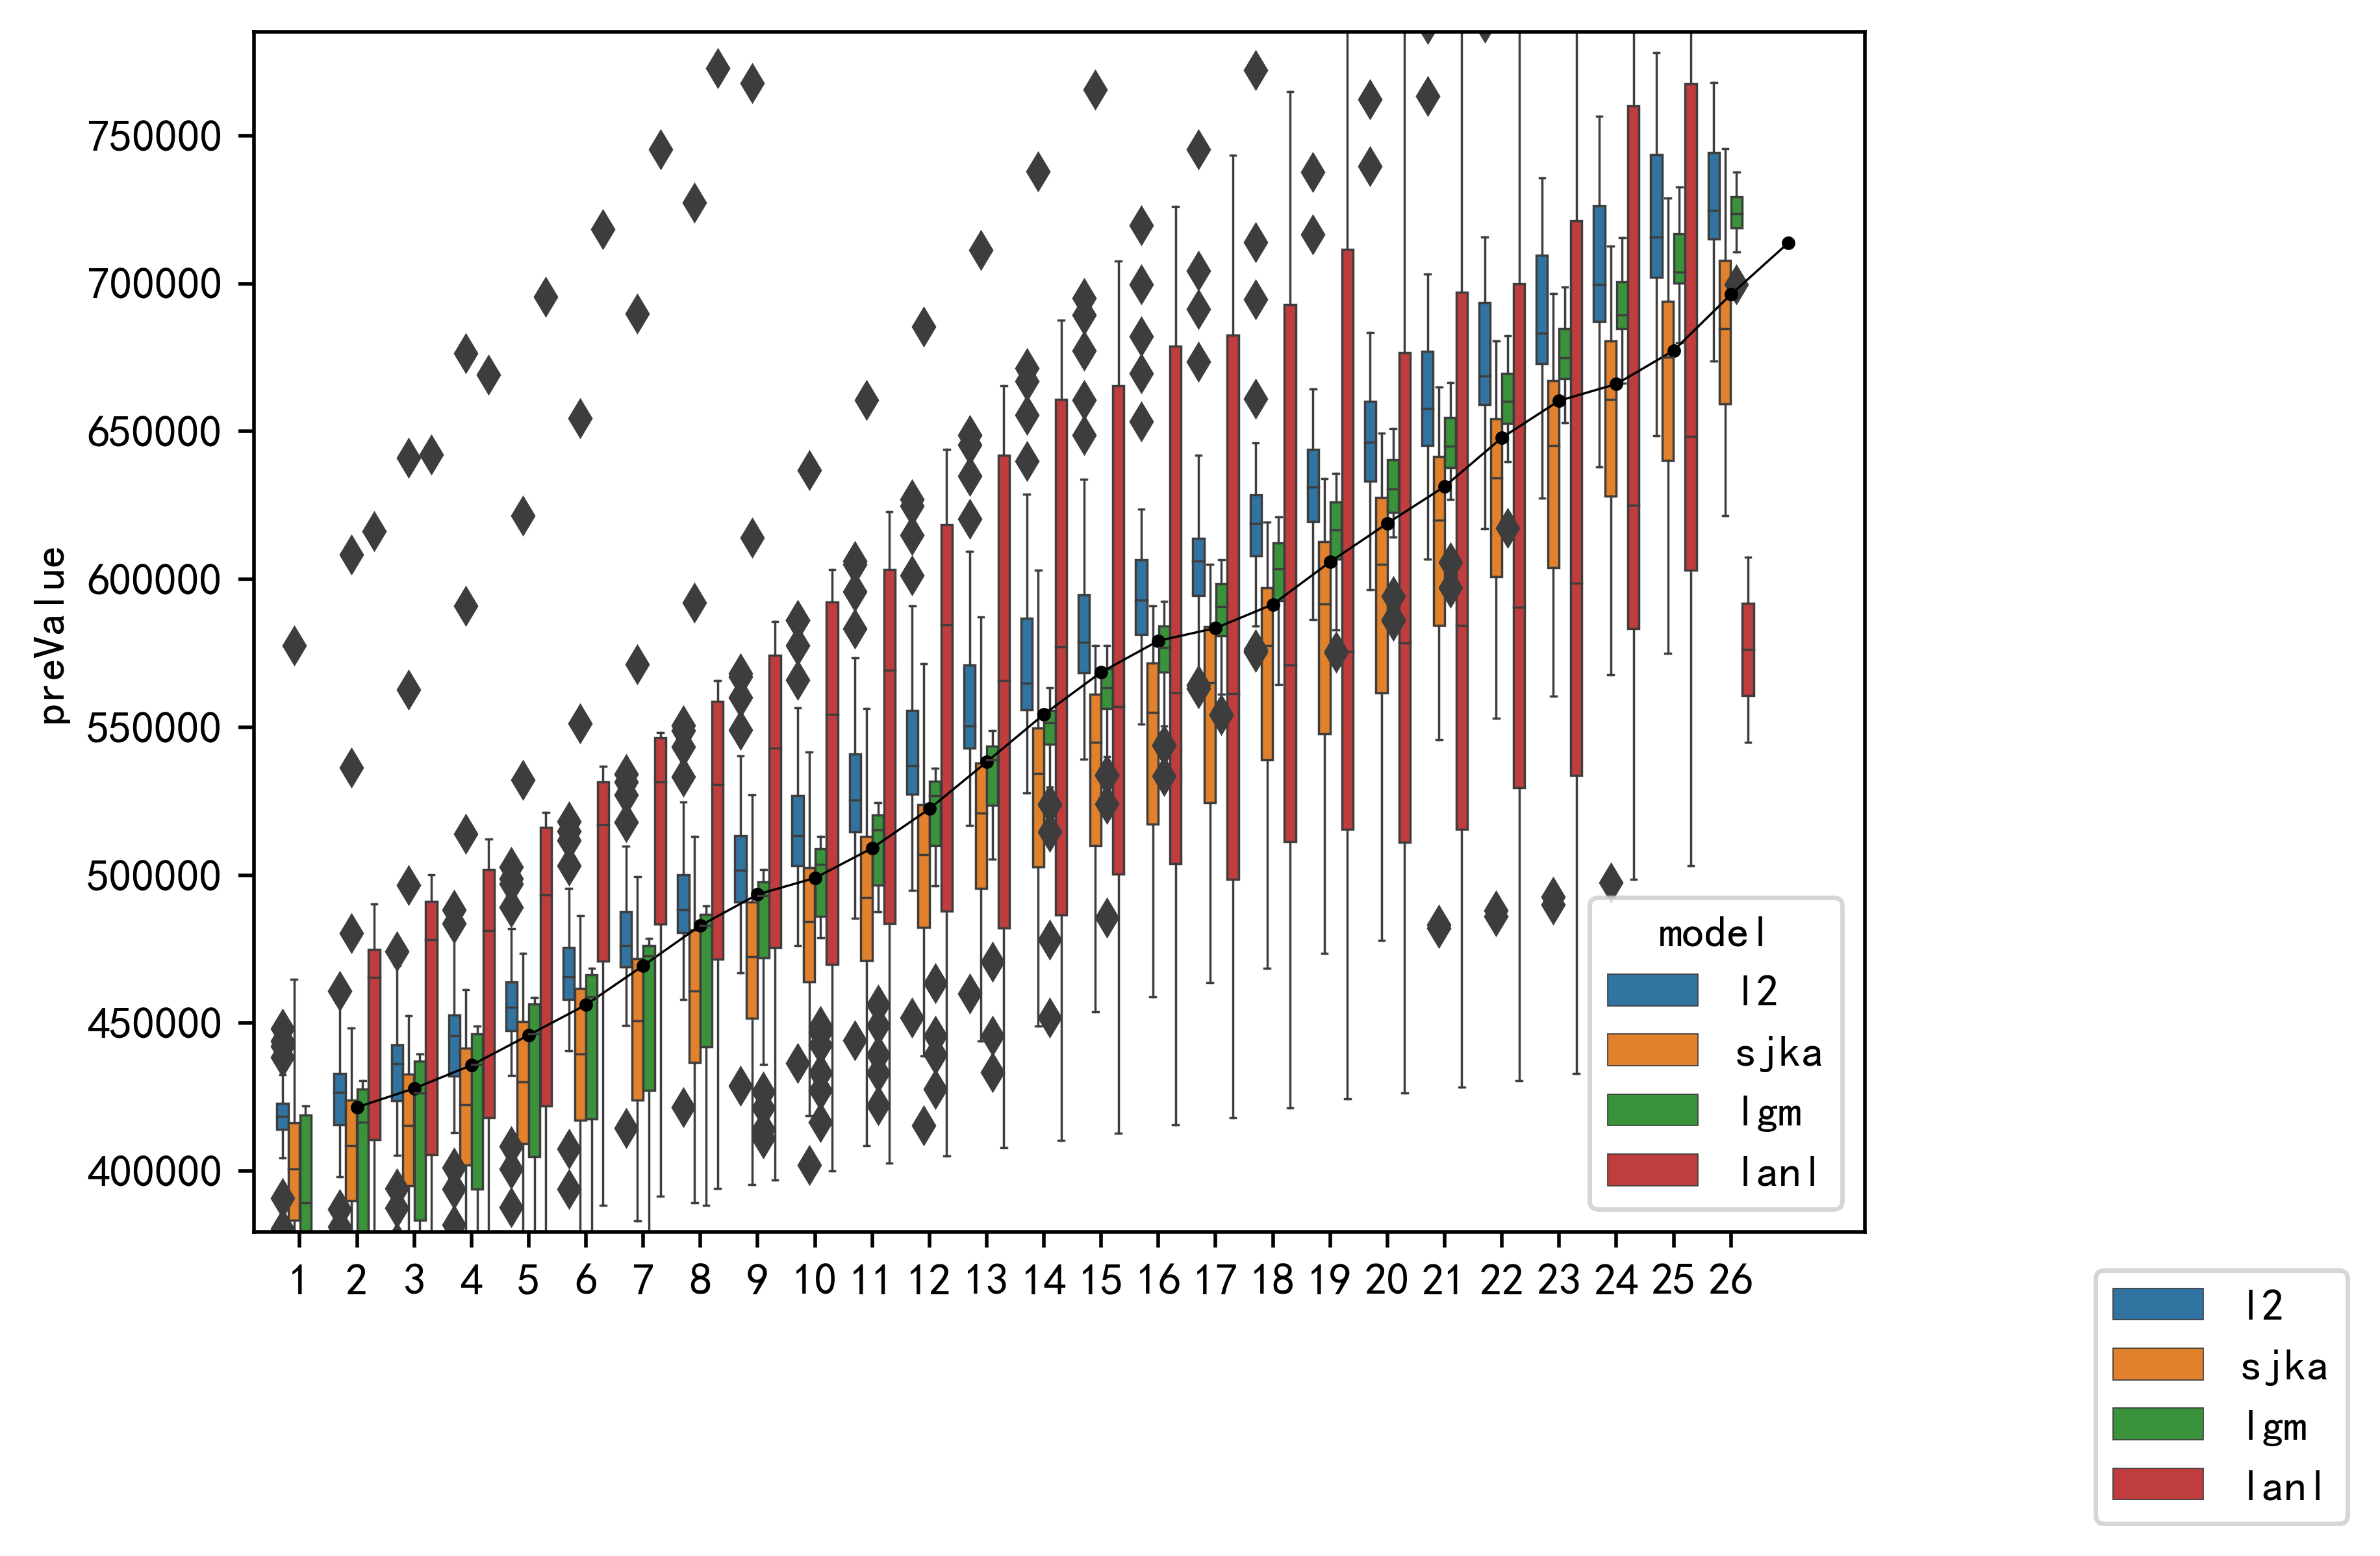 preValue
750000
700000
650000
600000
550000
500000
450000
400000
1 2 3 4 5 6 7 8 9 10 11 12 13 14 15 16 17 18 19 20 21 22 23 24 25 26
model
l2
sjka
lgm
lanl
l2
sjka
lgm
lanl